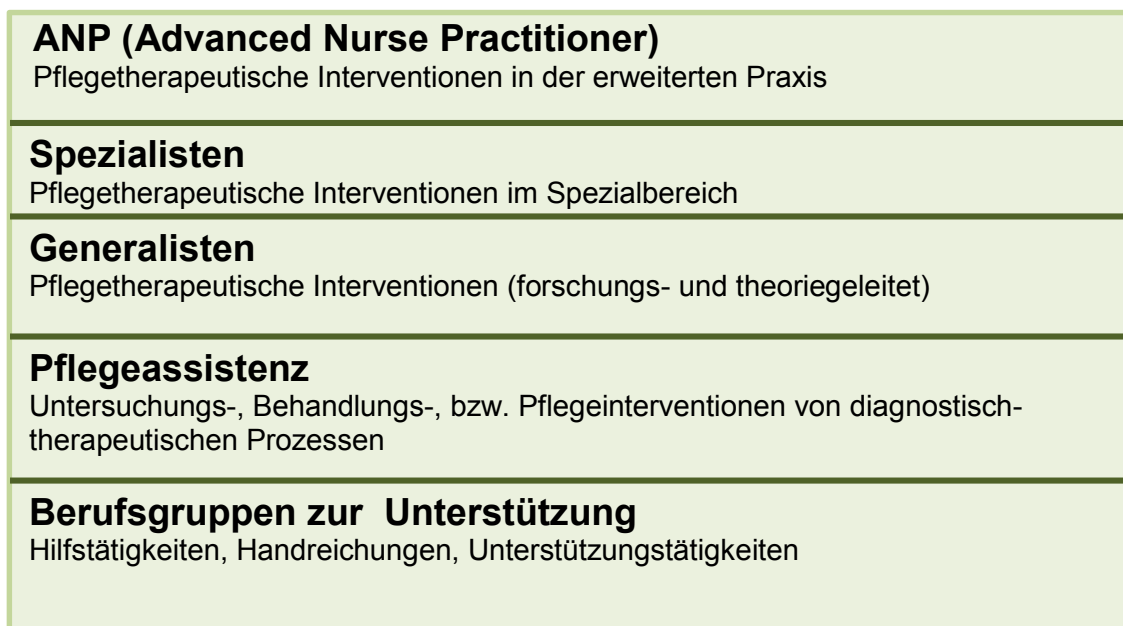 ANP (Advanced Nurse Practitioner)
Pflegetherapeutische Interventionen in der erweiterten Praxis
Spezialisten
Pflegetherapeutische Interventionen im Spezialbereich
Generalisten
Pflegetherapeutische Interventionen (forschungs- und theoriegeleitet)
Pflegeassistenz
Untersuchungs-, Behandlungs-, bzw. Pflegeinterventionen von diagnostisch-
therapeutischen Prozessen
Berufsgruppen zur  Unterstützung
Hilfstätigkeiten, Handreichungen, Unterstützungstätigkeiten